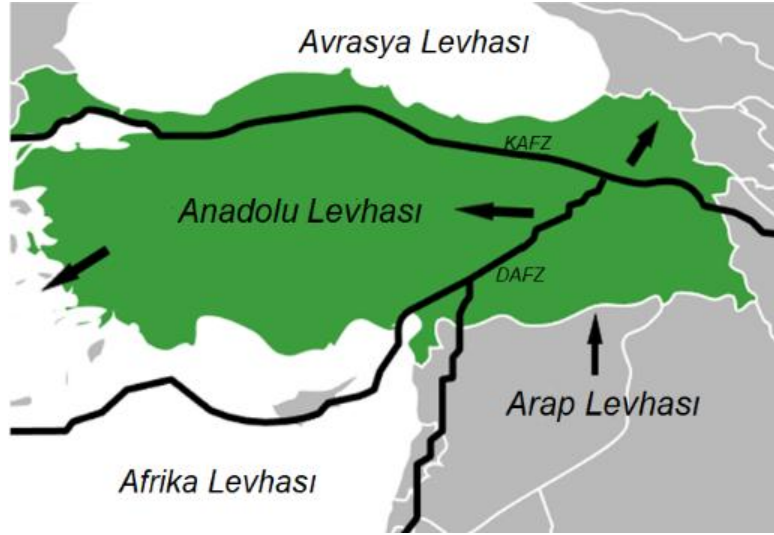 Avrasya Levhası
KAFZ
Anadolu Levhası
DAFZ
Arap Levhası
Afrika Levhası